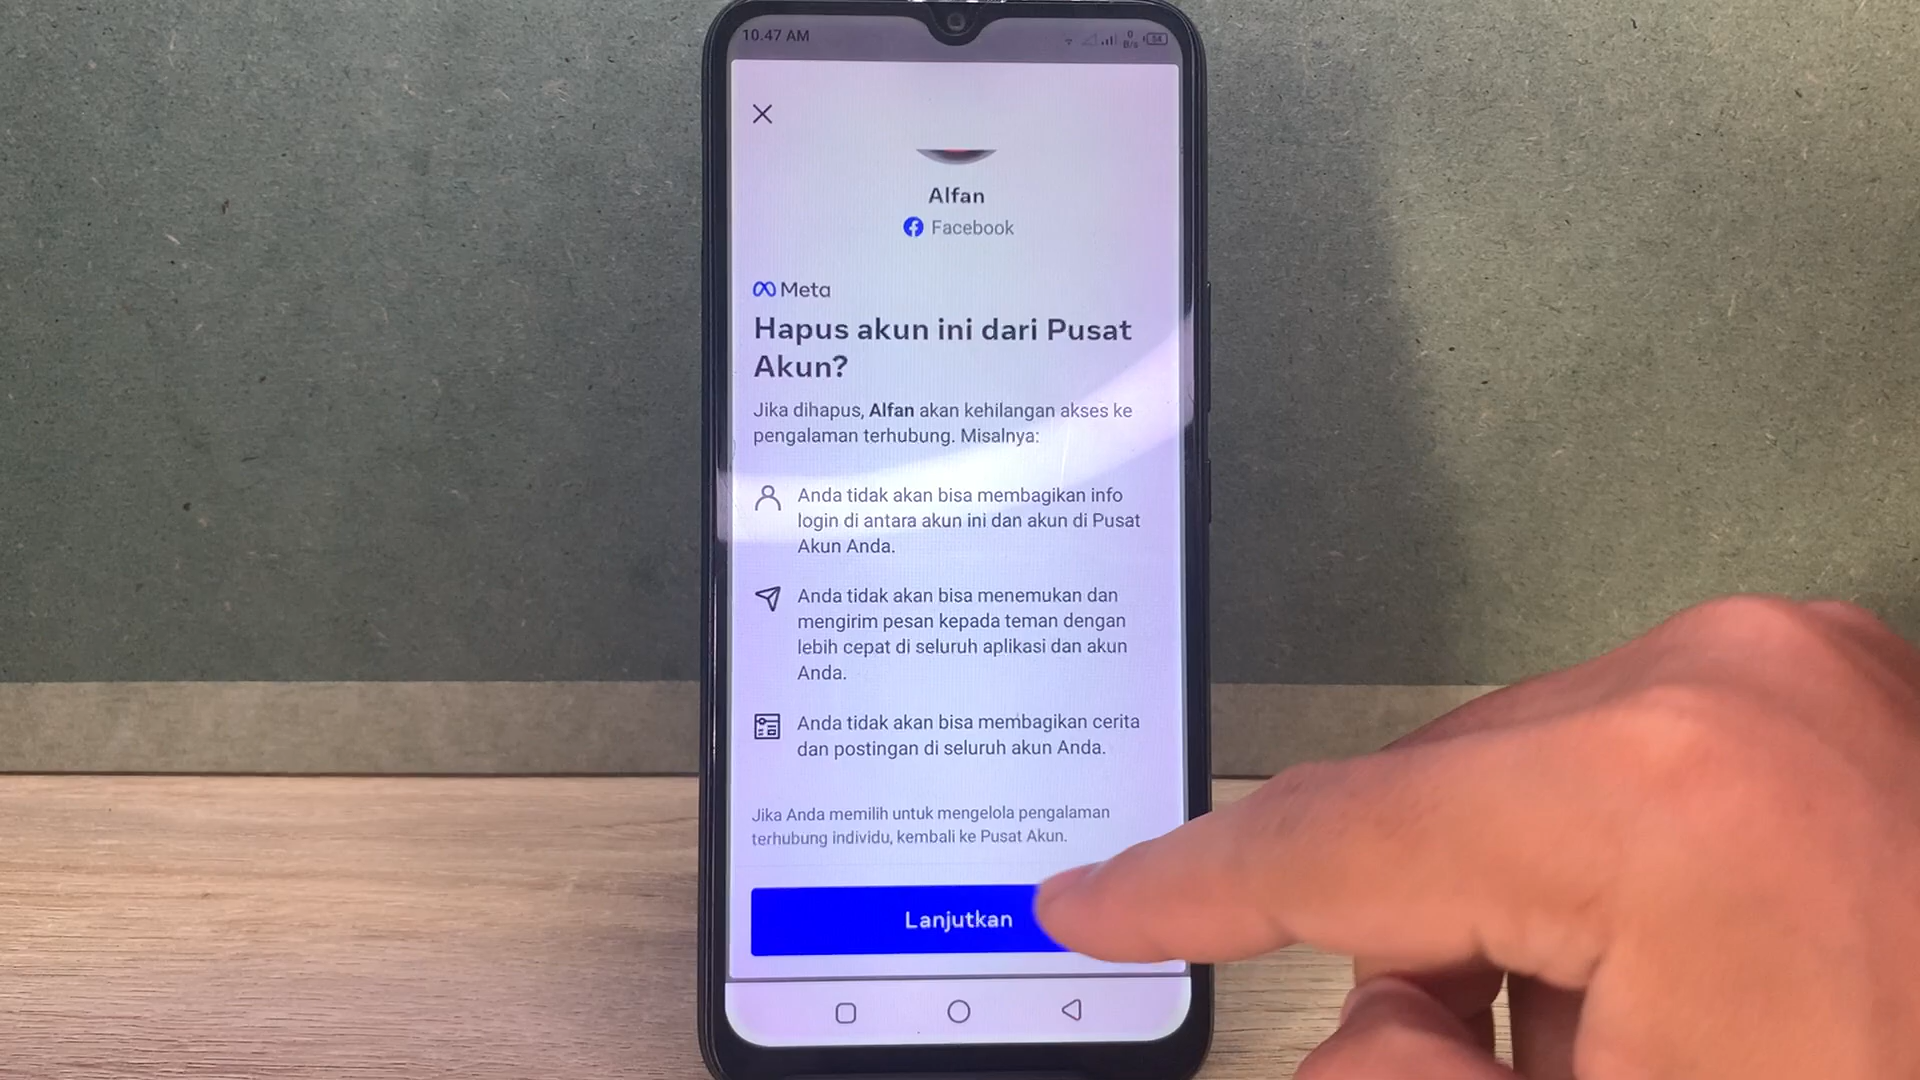 10.47 AM
0
B/s
54
Alfan
Facebook
Meta
Hapus akun ini dari Pusat
Akun?
Jika dihapus, Alfan akan kehilangan akses ke
pengalaman terhubung. Misalnya:
Anda tidak akan bisa membagikan info
login di antara akun ini dan akun di Pusat
Akun Anda.
Anda tidak akan bisa menemukan dan
mengirim pesan kepada teman dengan
lebih cepat di seluruh aplikasi dan akun
Anda.
Anda tidak akan bisa membagikan cerita
dan postingan di seluruh akun Anda.
Jika Anda memilih untuk mengelola pengalaman
terhubung individu, kembali ke Pusat Akun.
Lanjutkan